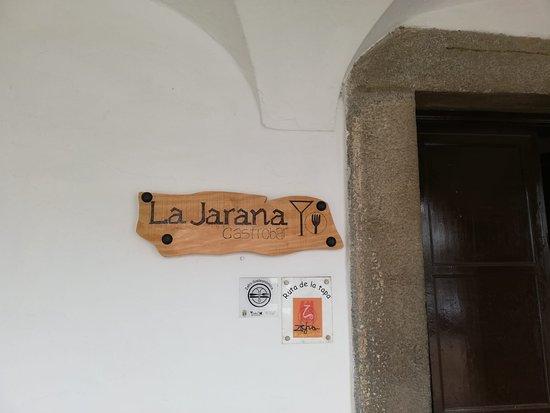 La Jarana
Gastrobar
Ruta de la tapa
Zafra